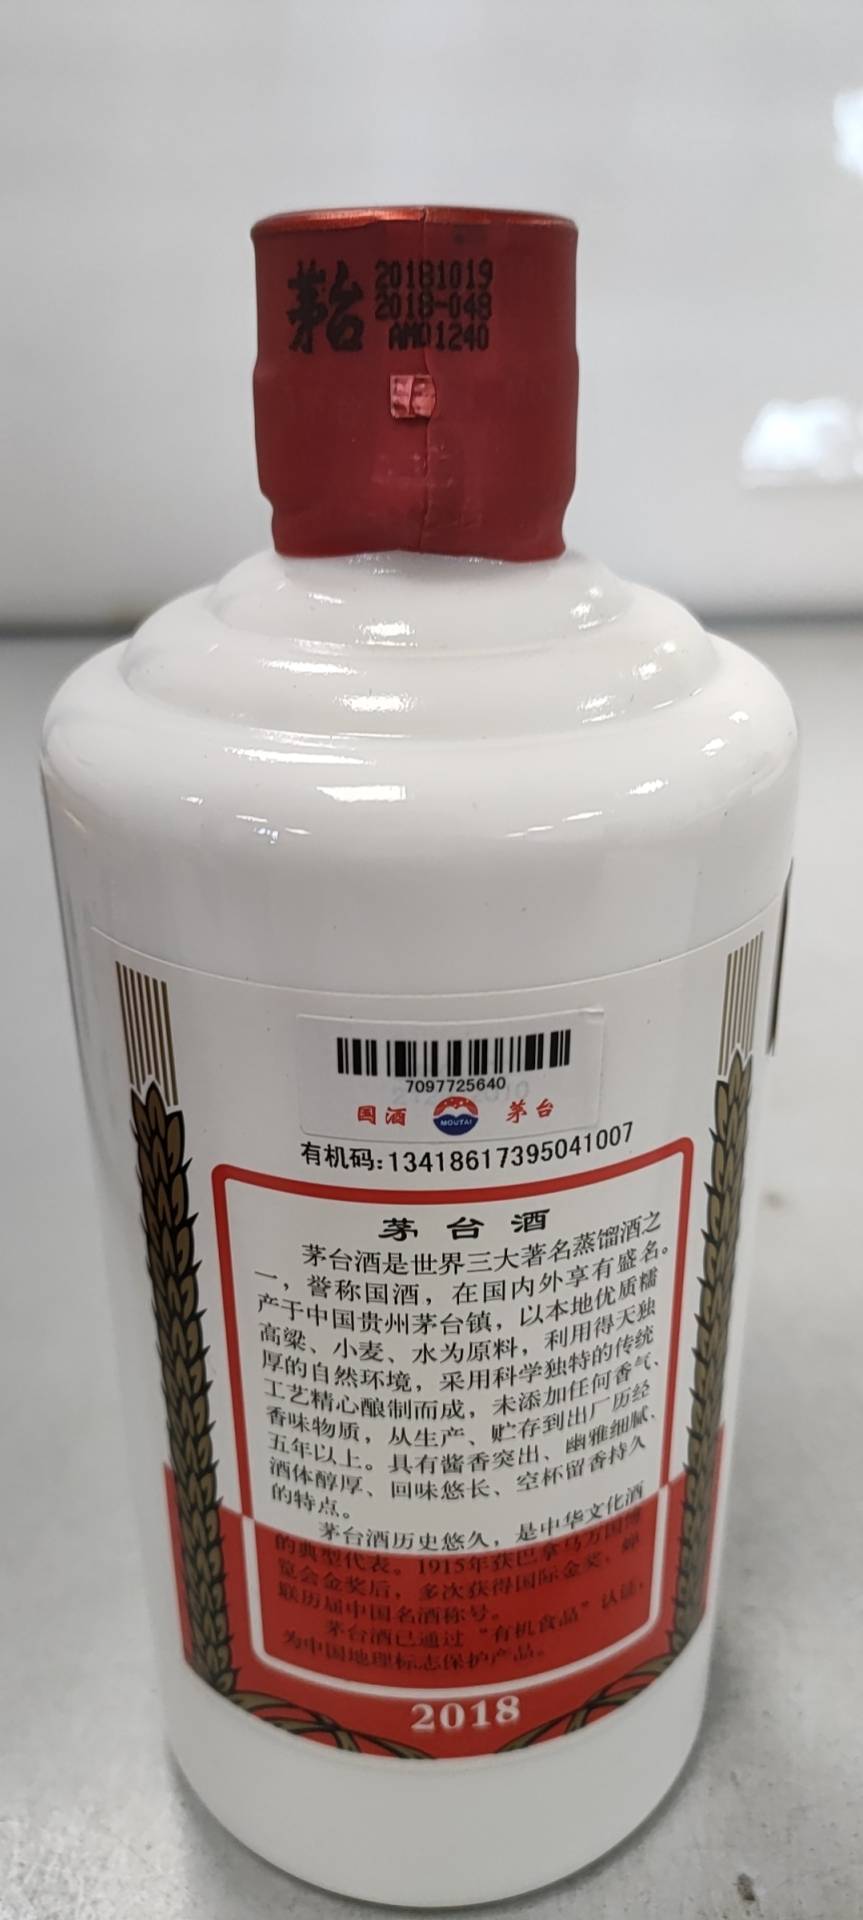 茅台
20181019
2018-048
AMD1240
7097725640
国酒
MOUTAI
茅台
有机码:13418617395041007
茅台酒
茅台酒是世界三大著名蒸馏酒之
一，誉称国酒，在国内外享有盛名。
产于中国贵州茅台镇，以本地优质糯
高粱、小麦、水为原料，利用得天独
厚的自然环境，采用科学独特的传统
工艺精心酿制而成，未添加任何香气、
香味物质，从生产、贮存到出厂历经
五年以上。具有酱香突出、幽雅细腻、
酒体醇厚、回味悠长、空杯留香持久
的特点。
茅台酒历史悠久，是中华文化酒
的典型代表。1915年获巴拿马万国博
览会金奖后，多次获得国际金奖，蝉
联历届中国名酒称号。
茅台酒已通过“有机食品”认证，
为中国地理标志保护产品。
2018